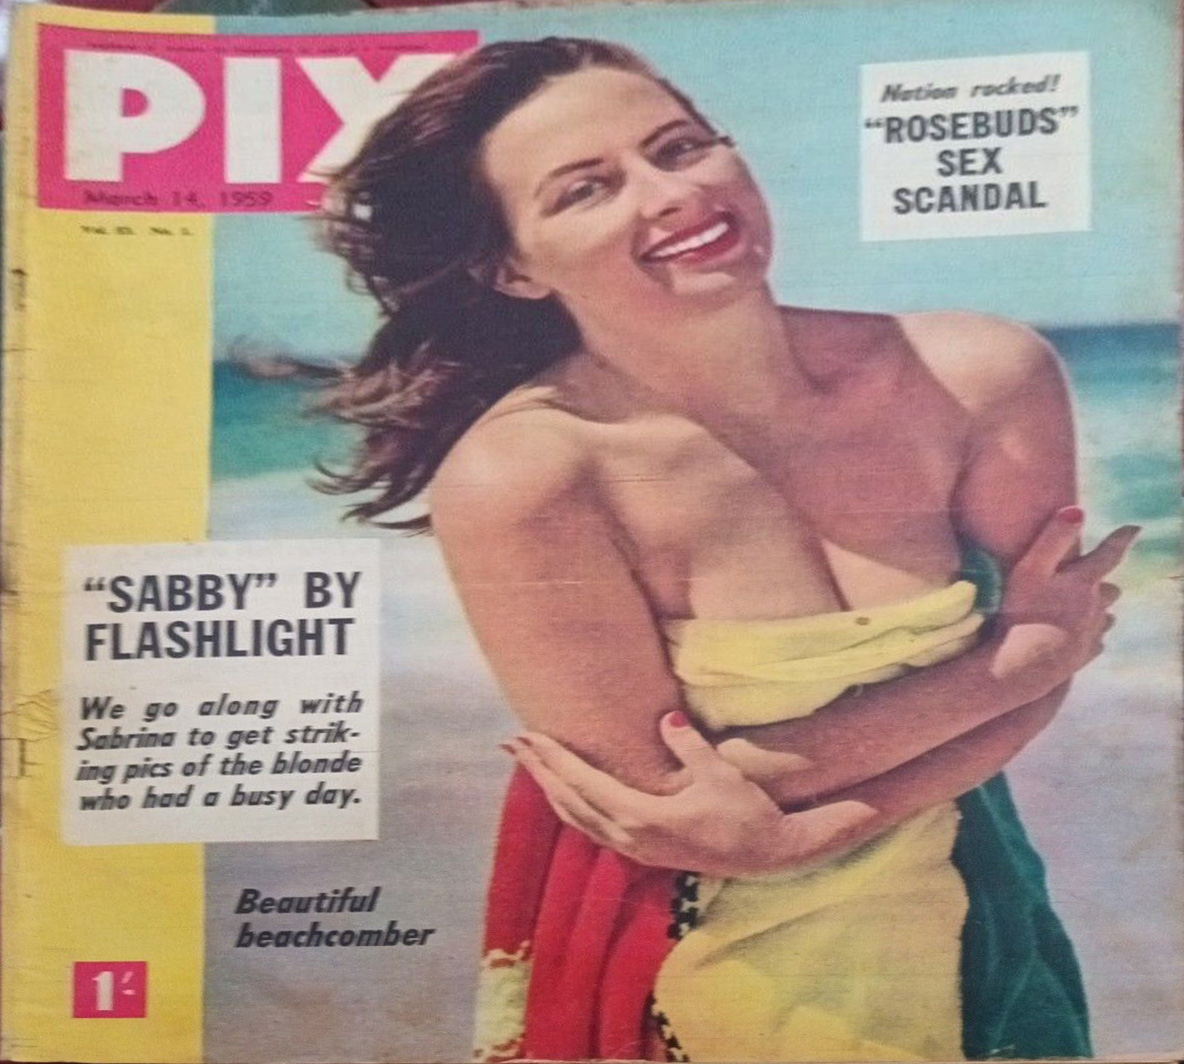 PIX
March 14, 1959
Nation rocked!
“ROSEBUDS”
SEX
SCANDAL
“SABBY” BY
FLASHLIGHT
We go along with
Sabrina to get strik-
ing pics of the blonde
who had a busy day.
Beautiful
beachcomber
1/-